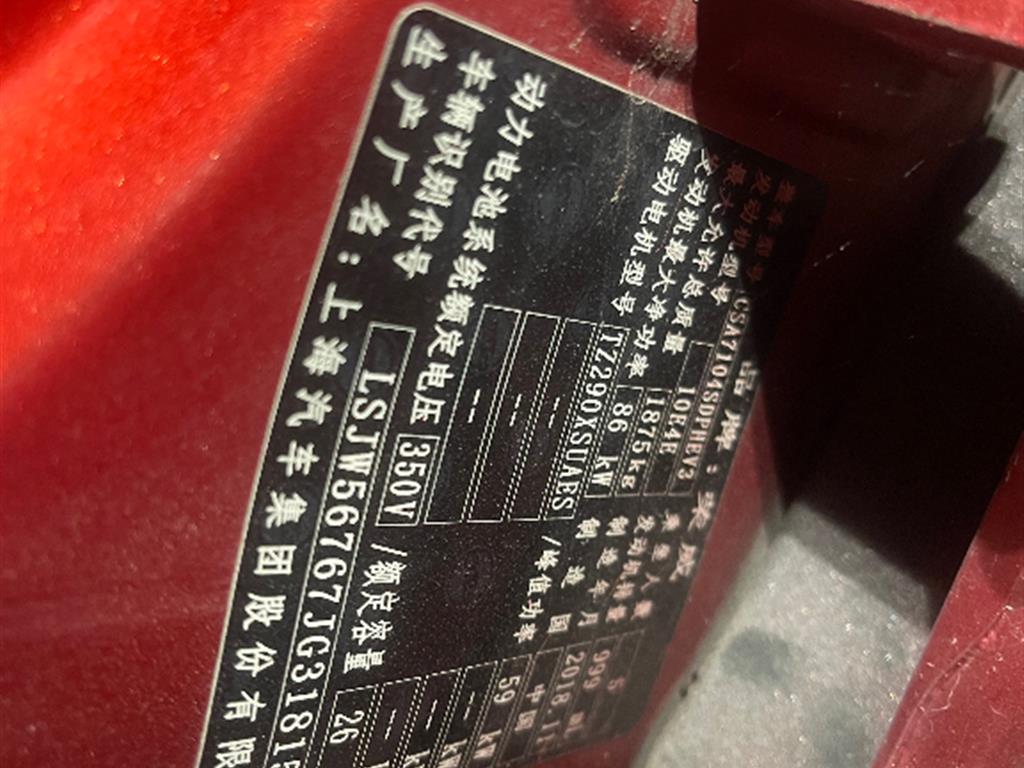 品牌：荣威
整车型号 CSA7104SDPHEV3 乘坐人数 5
发动机型号 10E4E 发动机排量 999 mL
最大允许总质量 1875kg 制造年月 2018.11
发动机最大净功率 86 kW 制造国 中国
驱动电机型号 TZ290XSUAES /峰值功率 59 kW
-- -- kW
-- -- k
动力电池系统额定电压 350V /额定容量 26
车辆识别代号 LSJW56767JG31815
生产厂名：上海汽车集团股份有限